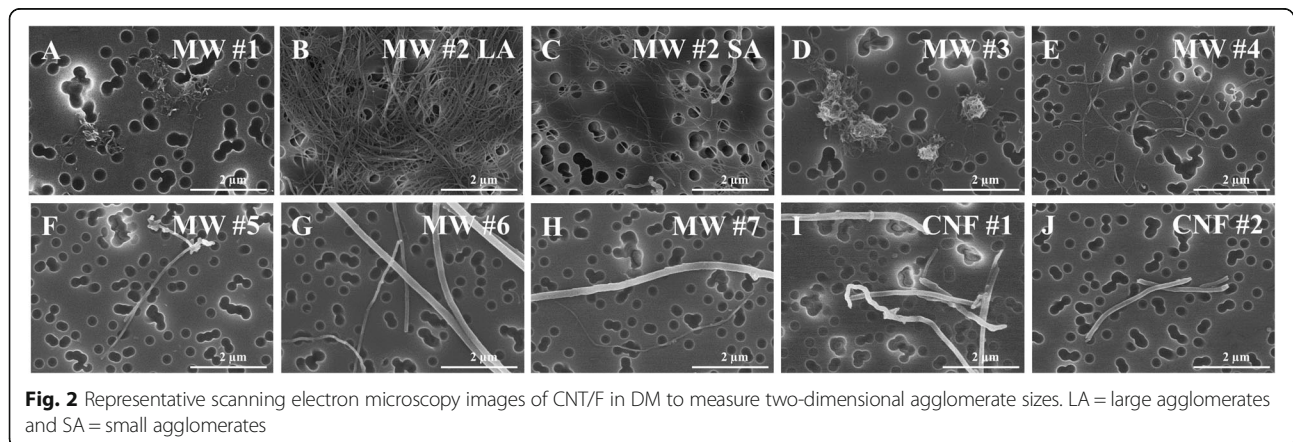 A MW #1
B MW #2 LA
C MW #2 SA
D MW #3
E MW #4
2 µm
2 µm
2 µm
2 µm
2 µm
F MW #5
G MW #6
H MW #7
I CNF #1
J CNF #2
2 µm
2 µm
2 µm
2 µm
2 µm
Fig. 2 Representative scanning electron microscopy images of CNT/F in DM to measure two-dimensional agglomerate sizes. LA = large agglomerates
and SA = small agglomerates